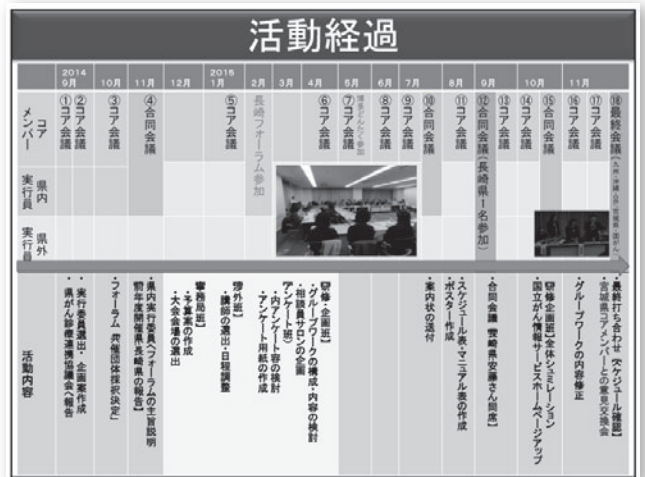 活動経過
2014
9月
10月
11月
12月
2015
1月
2月
3月
4月
5月
6月
7月
8月
9月
10月
11月
コア
メンバー
①コア会議
②コア会議
③コア会議
④合同会議
⑤コア会議
長崎フォーラム参加
⑥コア会議
⑦コア会議
博多どんたく参加
⑧コア会議
⑨コア会議
⑩合同会議
⑪コア会議
⑫合同会議(長崎県1名参加)
⑬コア会議
⑭コア会議
⑮合同会議
⑯コア会議
⑰コア会議
⑱最終会議
県内
実行員
県外
実行員
活動内容
・実行委員選出・企画案作成
・県がん診療連携協議会へ報告
・フォーラム「共催団体採択決定」
・県内実行委員へフォーラムの主旨説明
【前年度開催県・長崎県の報告】
【事務局班】
・予算案の作成
・大会会場の選出
【渉外班】
・講師の選出・日程調整
【アンケート班】
・内アンケート容の検討
・アンケート用紙の作成
【研修・企画班】
・グループワークの構成・内容の検討
・相談員サロンの企画
・案内状の送付
・スケジュール表・マニュアル表の作成
・ポスター作成
・合同会議
【研修企画班】全体シュミレーション
・国立がん情報サービスホームページアップ
・グループワークの内容修正
・最終打ち合わせ【スケジュール確認】
・宮城県コアメンバーとの意見交換会